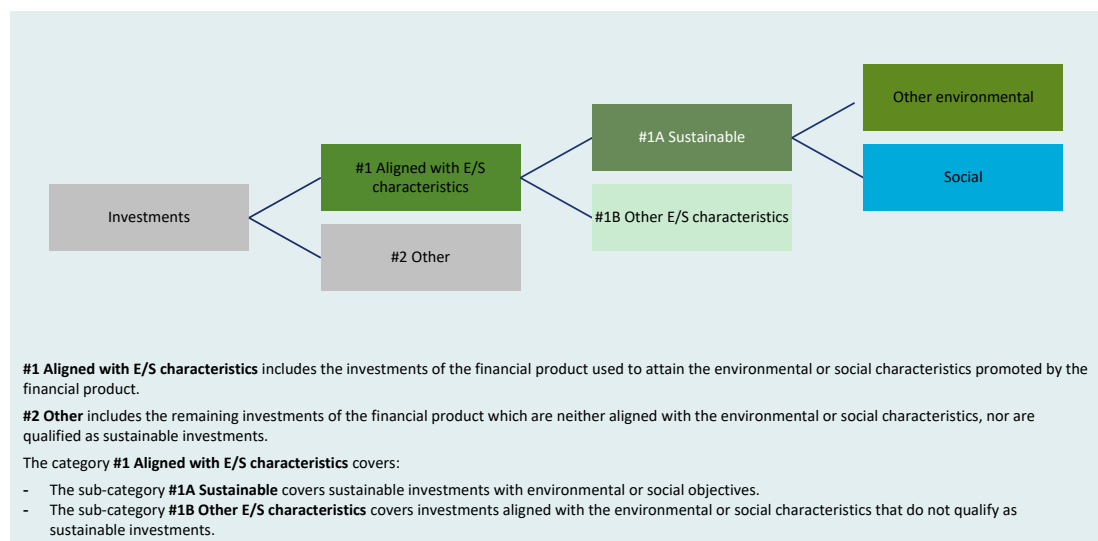 Other environmental
#1A Sustainable
#1 Aligned with E/S
characteristics
Social
Investments
#1B Other E/S characteristics
#2 Other
#1 Aligned with E/S characteristics includes the investments of the financial product used to attain the environmental or social characteristics promoted by the
financial product.
#2 Other includes the remaining investments of the financial product which are neither aligned with the environmental or social characteristics, nor are
qualified as sustainable investments.
The category #1 Aligned with E/S characteristics covers:
- The sub-category #1A Sustainable covers sustainable investments with environmental or social objectives.
- The sub-category #1B Other E/S characteristics covers investments aligned with the environmental or social characteristics that do not qualify as
sustainable investments.